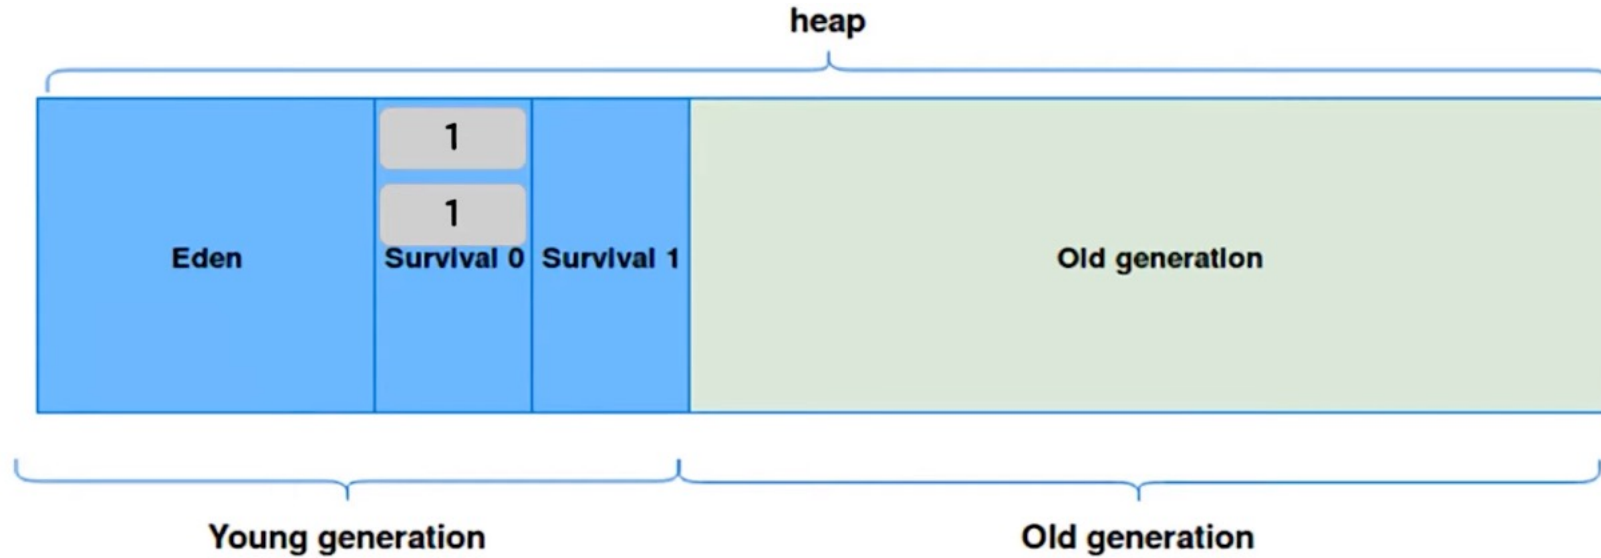 heap
1
1
Eden
Survival 0
Survival 1
Old generation
Young generation
Old generation